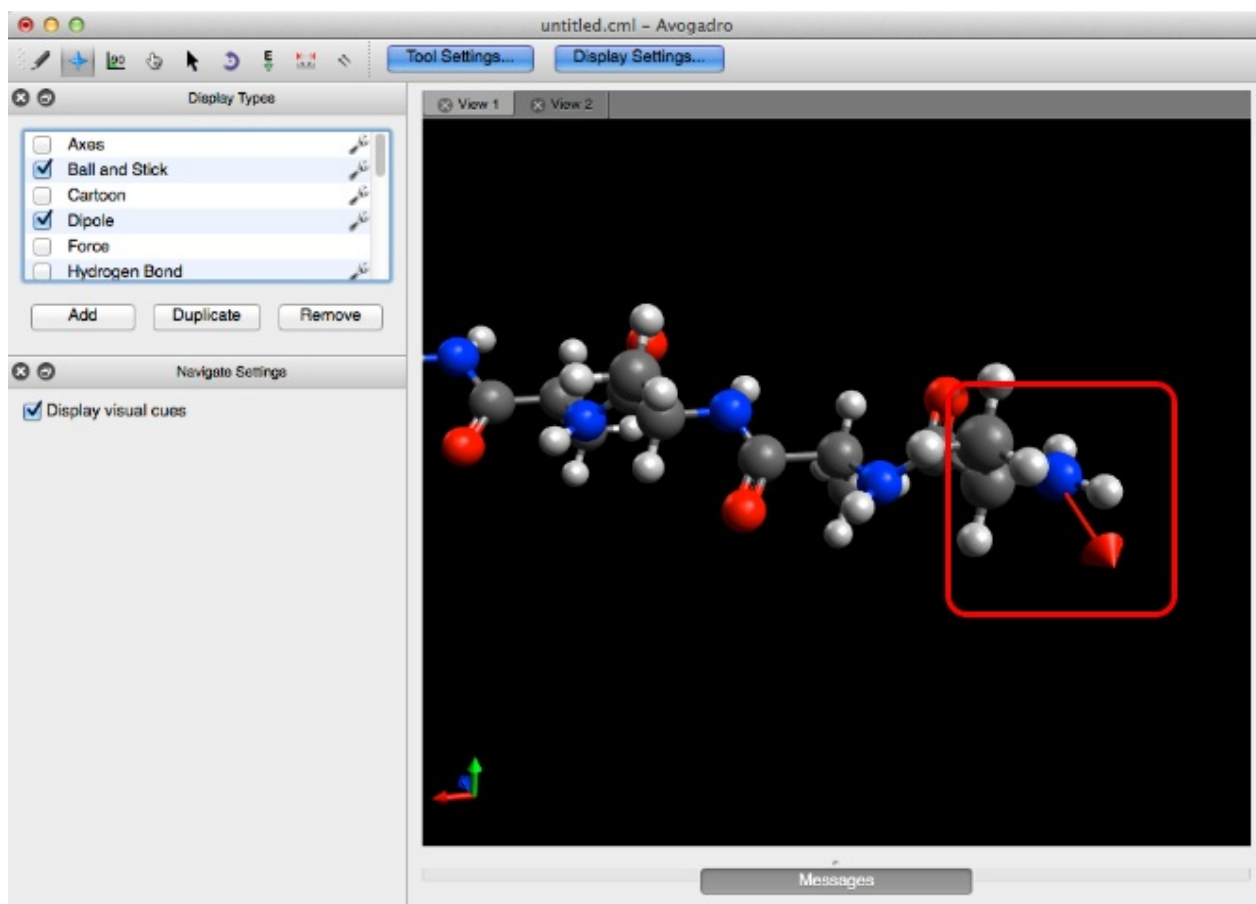 untitled.cml – Avogadro
Tool Settings... Display Settings...
Display Types
View 1 View 2
Axes
Ball and Stick
Cartoon
Dipole
Force
Hydrogen Bond
Add Duplicate Remove
Navigate Settings
Display visual cues
Messages